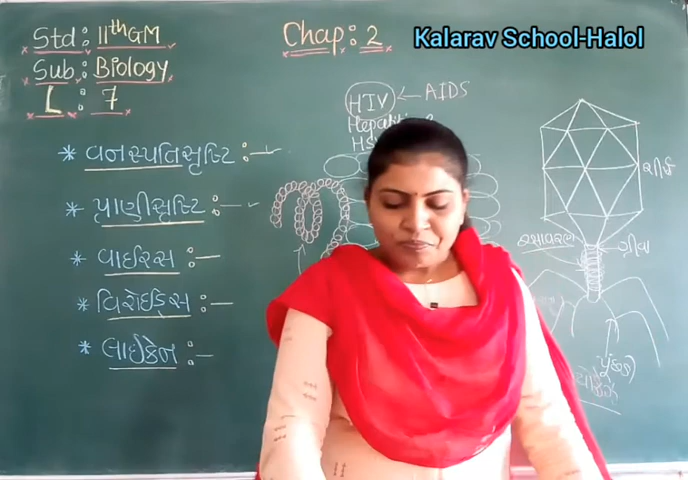 Std : 11th GM
Chap : 2
Kalarav School-Halol
Sub : Biology
L : 7
HIV ← AIDS
* વનસ્પતિસૃષ્ટિ :-
* પ્રાણીસૃષ્ટિ :-
* વાઈરસ :-
* વિરોઈડ્સ :-
* લાઈકેન :-
શીર્ષ
ગ્રીવા